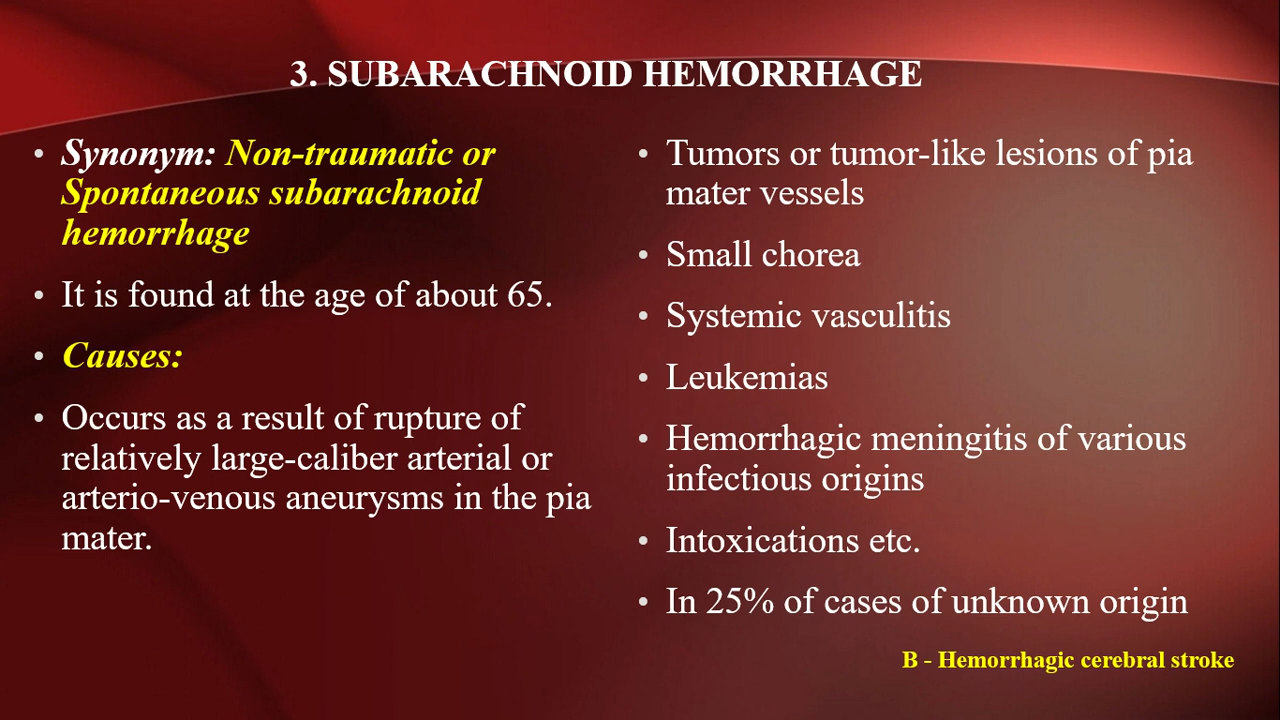 3. SUBARACHNOID HEMORRHAGE
• Synonym: Non-traumatic or
Spontaneous subarachnoid
hemorrhage
• It is found at the age of about 65.
• Causes:
• Occurs as a result of rupture of
relatively large-caliber arterial or
arterio-venous aneurysms in the pia
mater.
• Tumors or tumor-like lesions of pia
mater vessels
• Small chorea
• Systemic vasculitis
• Leukemias
• Hemorrhagic meningitis of various
infectious origins
• Intoxications etc.
• In 25% of cases of unknown origin
B - Hemorrhagic cerebral stroke